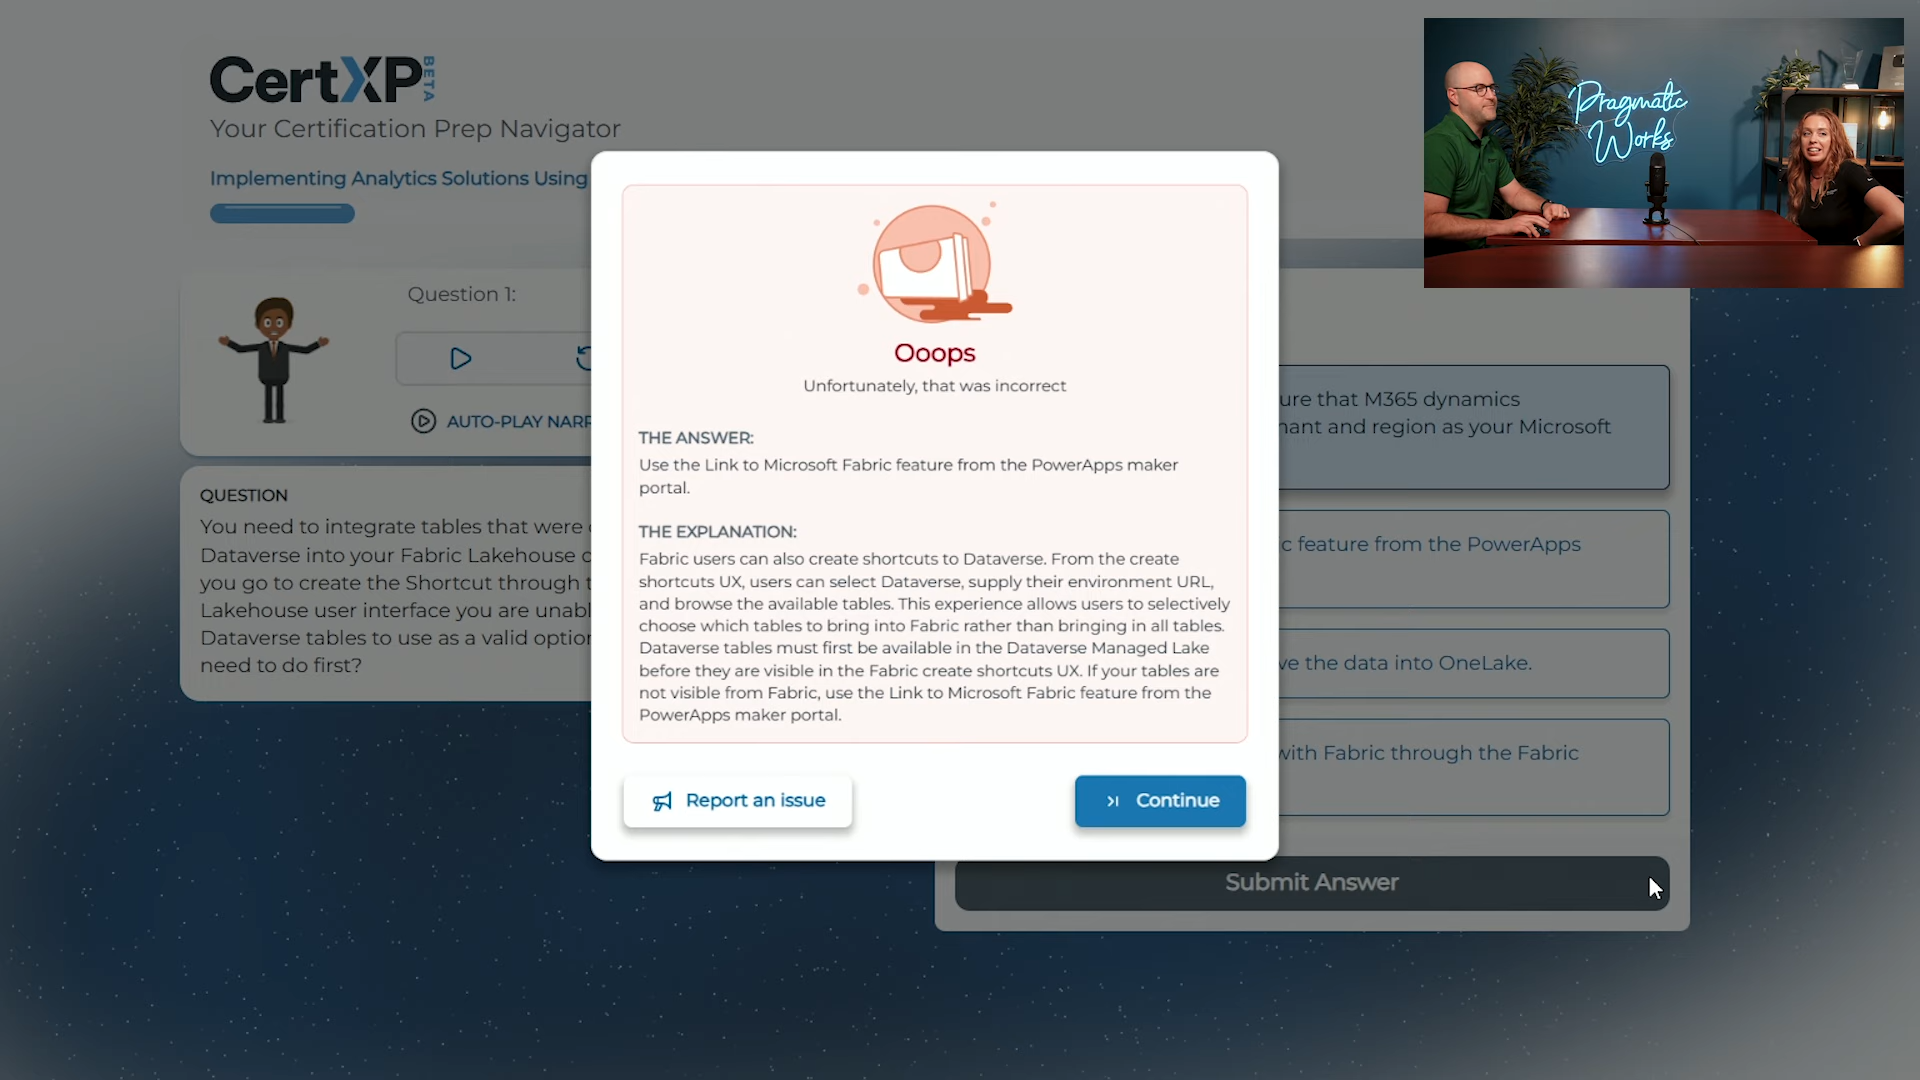 CertXP BETA
Your Certification Prep Navigator
Implementing Analytics Solutions Using
Question 1:
AUTO-PLAY
QUESTION
You need to integrate tables that were
Dataverse into your Fabric Lakehouse
you go to create the Shortcut through
Lakehouse user interface you are
Dataverse tables to use as a valid
need to do first?
Ooops
Unfortunately, that was incorrect
THE ANSWER:
Use the Link to Microsoft Fabric feature from the PowerApps maker
portal.
THE EXPLANATION:
Fabric users can also create shortcuts to Dataverse. From the create
shortcuts UX, users can select Dataverse, supply their environment URL,
and browse the available tables. This experience allows users to selectively
choose which tables to bring into Fabric rather than bringing in all tables.
Dataverse tables must first be available in the Dataverse Managed Lake
before they are visible in the Fabric create shortcuts UX. If your tables are
not visible from Fabric, use the Link to Microsoft Fabric feature from the
PowerApps maker portal.
Report an issue
Continue
that M365 dynamics
and region as your Microsoft
feature from the PowerApps
the data into OneLake.
with Fabric through the Fabric
Submit Answer
Pragmatic
Works